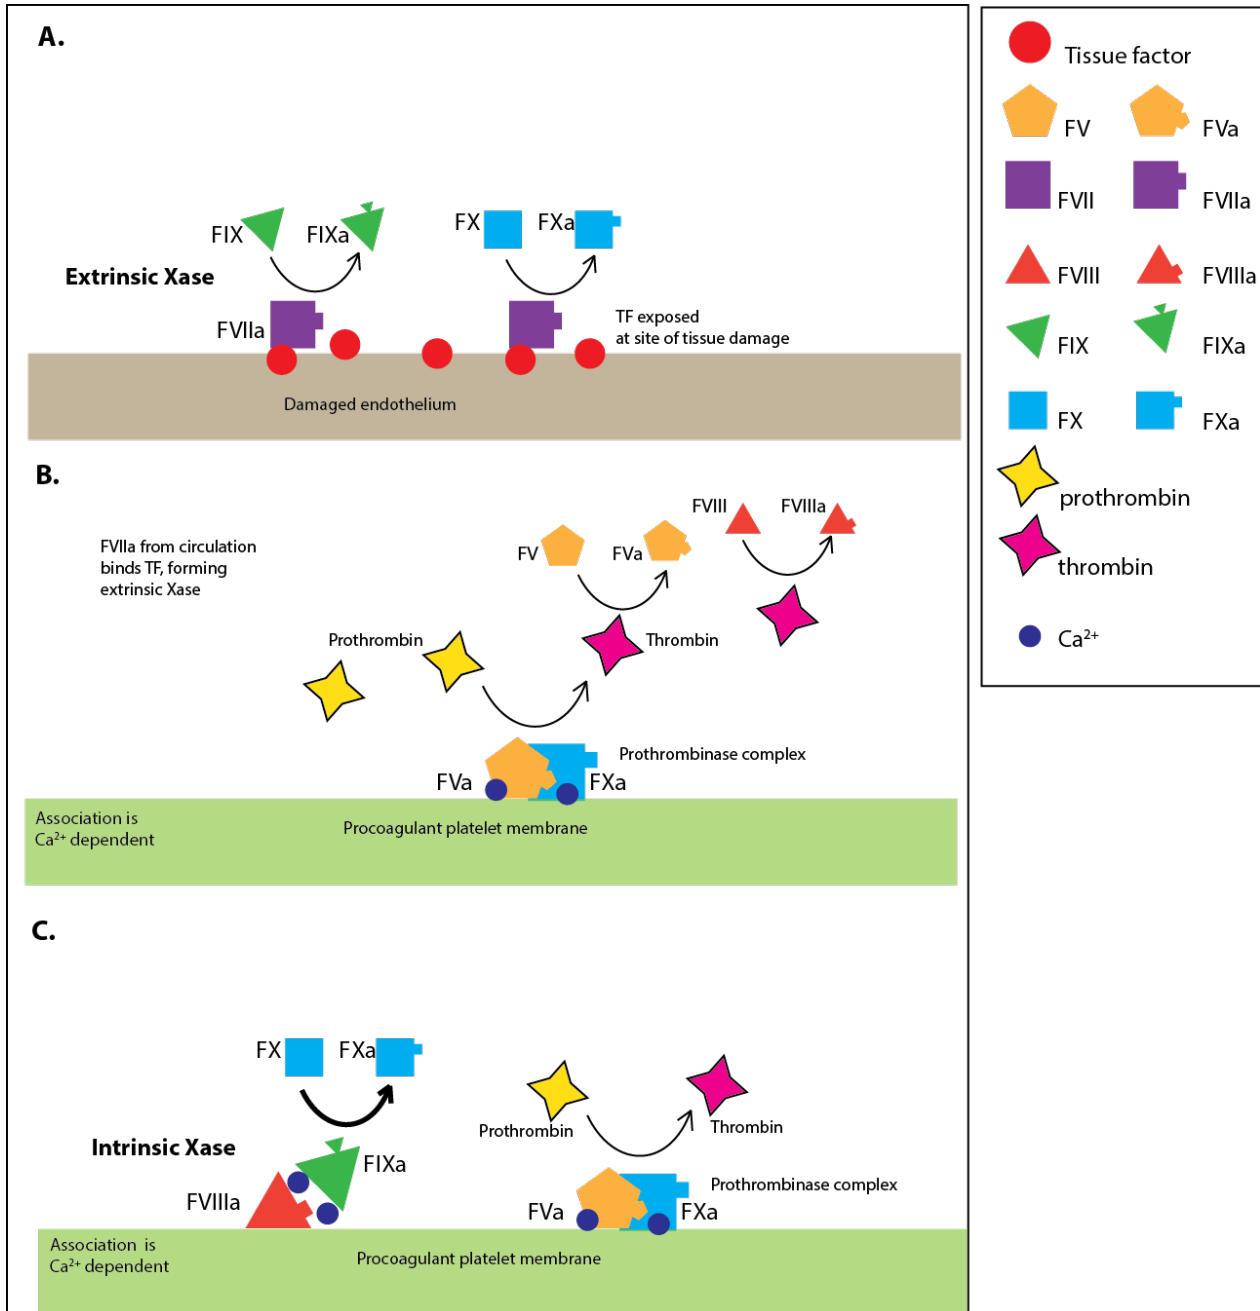 A.
FIX
FIXa
FX
FXa
Extrinsic Xase
FVIIa
TF exposed
at site of tissue damage
Damaged endothelium
B.
FVIIa from circulation
binds TF, forming
extrinsic Xase
FV
FVa
FVIII
FVIIIa
Prothrombin
Thrombin
FVa
FXa
Prothrombinase complex
Association is
Ca²⁺ dependent
Procoagulant platelet membrane
C.
FX
FXa
Intrinsic Xase
FIXa
FVIIIa
Prothrombin
Thrombin
FVa
FXa
Prothrombinase complex
Association is
Ca²⁺ dependent
Procoagulant platelet membrane
Tissue factor
FV
FVa
FVII
FVIIa
FVIII
FVIIIa
FIX
FIXa
FX
FXa
prothrombin
thrombin
Ca²⁺